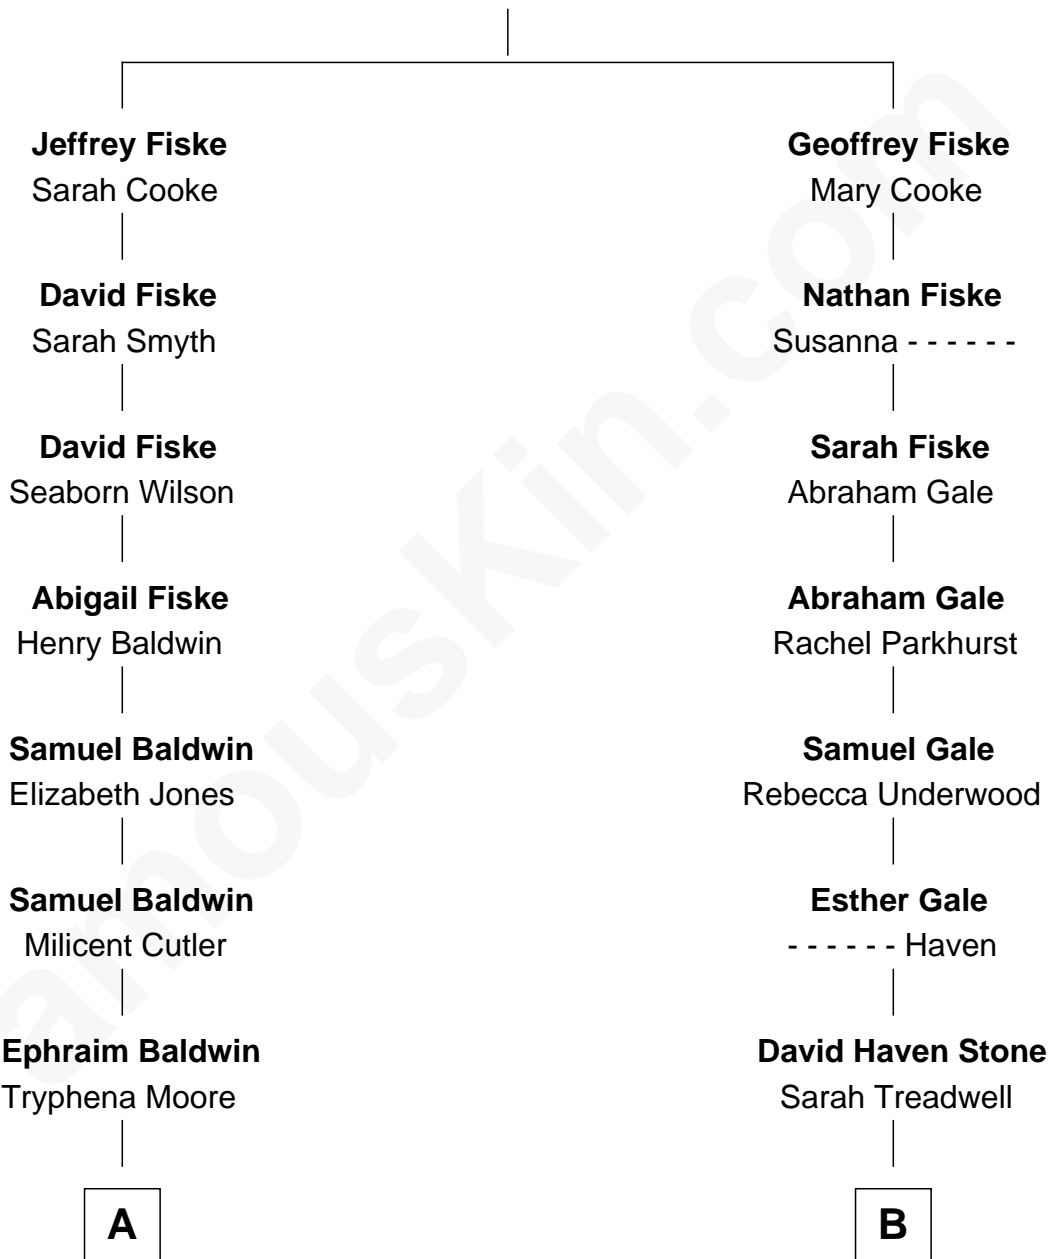 Jeffrey Fiske
Sarah Cooke
David Fiske
Sarah Smyth
David Fiske
Seaborn Wilson
Abigail Fiske
Henry Baldwin
Samuel Baldwin
Elizabeth Jones
Samuel Baldwin
Milicent Cutler
Ephraim Baldwin
Tryphena Moore
A
Geoffrey Fiske
Mary Cooke
Nathan Fiske
Susanna - - - - - -
Sarah Fiske
Abraham Gale
Abraham Gale
Rachel Parkhurst
Samuel Gale
Rebecca Underwood
Esther Gale
- - - - - - Haven
David Haven Stone
Sarah Treadwell
B
amousKin.com